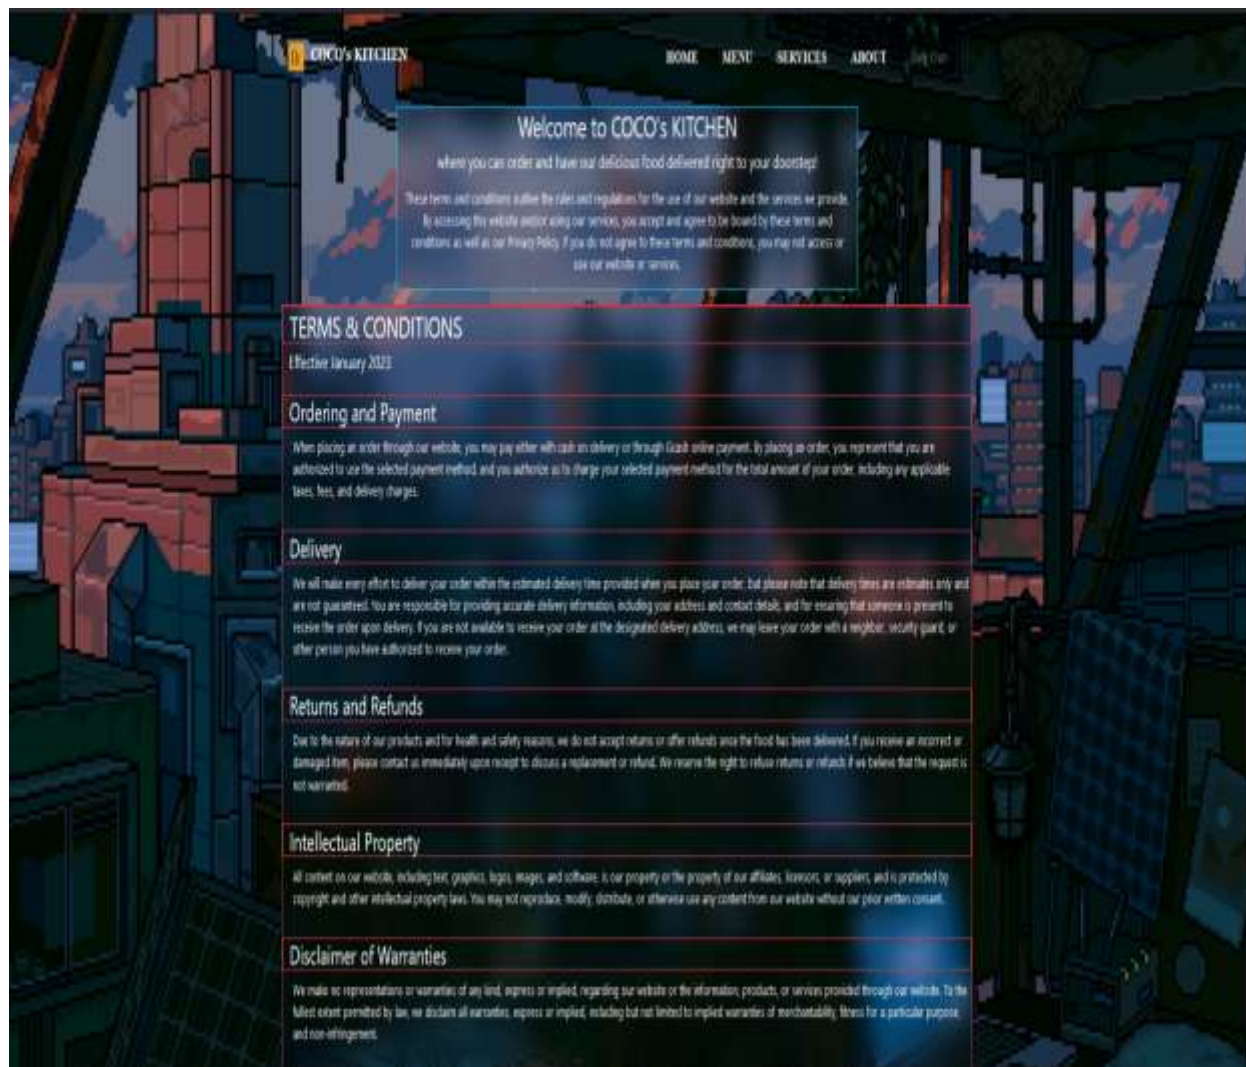 COCO's KITCHEN
HOME MENU SERVICES ABOUT
Welcome to COCO's KITCHEN
where you can order and have our delicious food delivered right to your doorstep!
These terms and conditions outline the rules and regulations for the use of our website and the services we provide.
By accessing this website and/or using our services, you accept and agree to be bound by these terms and
conditions as well as our Privacy Policy. If you do not agree to these terms and conditions, you may not access or
use our website or services.
TERMS & CONDITIONS
Effective January 2023
Ordering and Payment
When placing an order through our website, you may pay either with cash on delivery or through Gcash online payment. By placing an order, you represent that you are
authorized to use the selected payment method, and you authorize us to charge your selected payment method for the total amount of your order, including any applicable
taxes, fees, and delivery charges.
Delivery
We will make every effort to deliver your order within the estimated delivery time provided when you place your order, but please note that delivery times are estimates only and
are not guaranteed. You are responsible for providing accurate delivery information, including your address and contact details, and for ensuring that someone is present to
receive the order upon delivery. If you are not available to receive your order at the designated delivery address, we may leave your order with a neighbor, security guard, or
other person you have authorized to receive your order.
Returns and Refunds
Due to the nature of our products and for health and safety reasons, we do not accept returns or offer refunds once the food has been delivered. If you receive an incorrect or
damaged item, please contact us immediately upon receipt to discuss a replacement or refund. We reserve the right to refuse returns or refunds if we believe that the request is
not warranted.
Intellectual Property
All content on our website, including text, graphics, logos, images, and software, is our property or the property of our affiliates, licensors, or suppliers, and is protected by
copyright and other intellectual property laws. You may not reproduce, modify, distribute, or otherwise use any content from our website without our prior written consent.
Disclaimer of Warranties
We make no representations or warranties of any kind, express or implied, regarding our website or the information, products, or services provided through our website. To the
fullest extent permitted by law, we disclaim all warranties, express or implied, including but not limited to implied warranties of merchantability, fitness for a particular purpose,
and non-infringement.